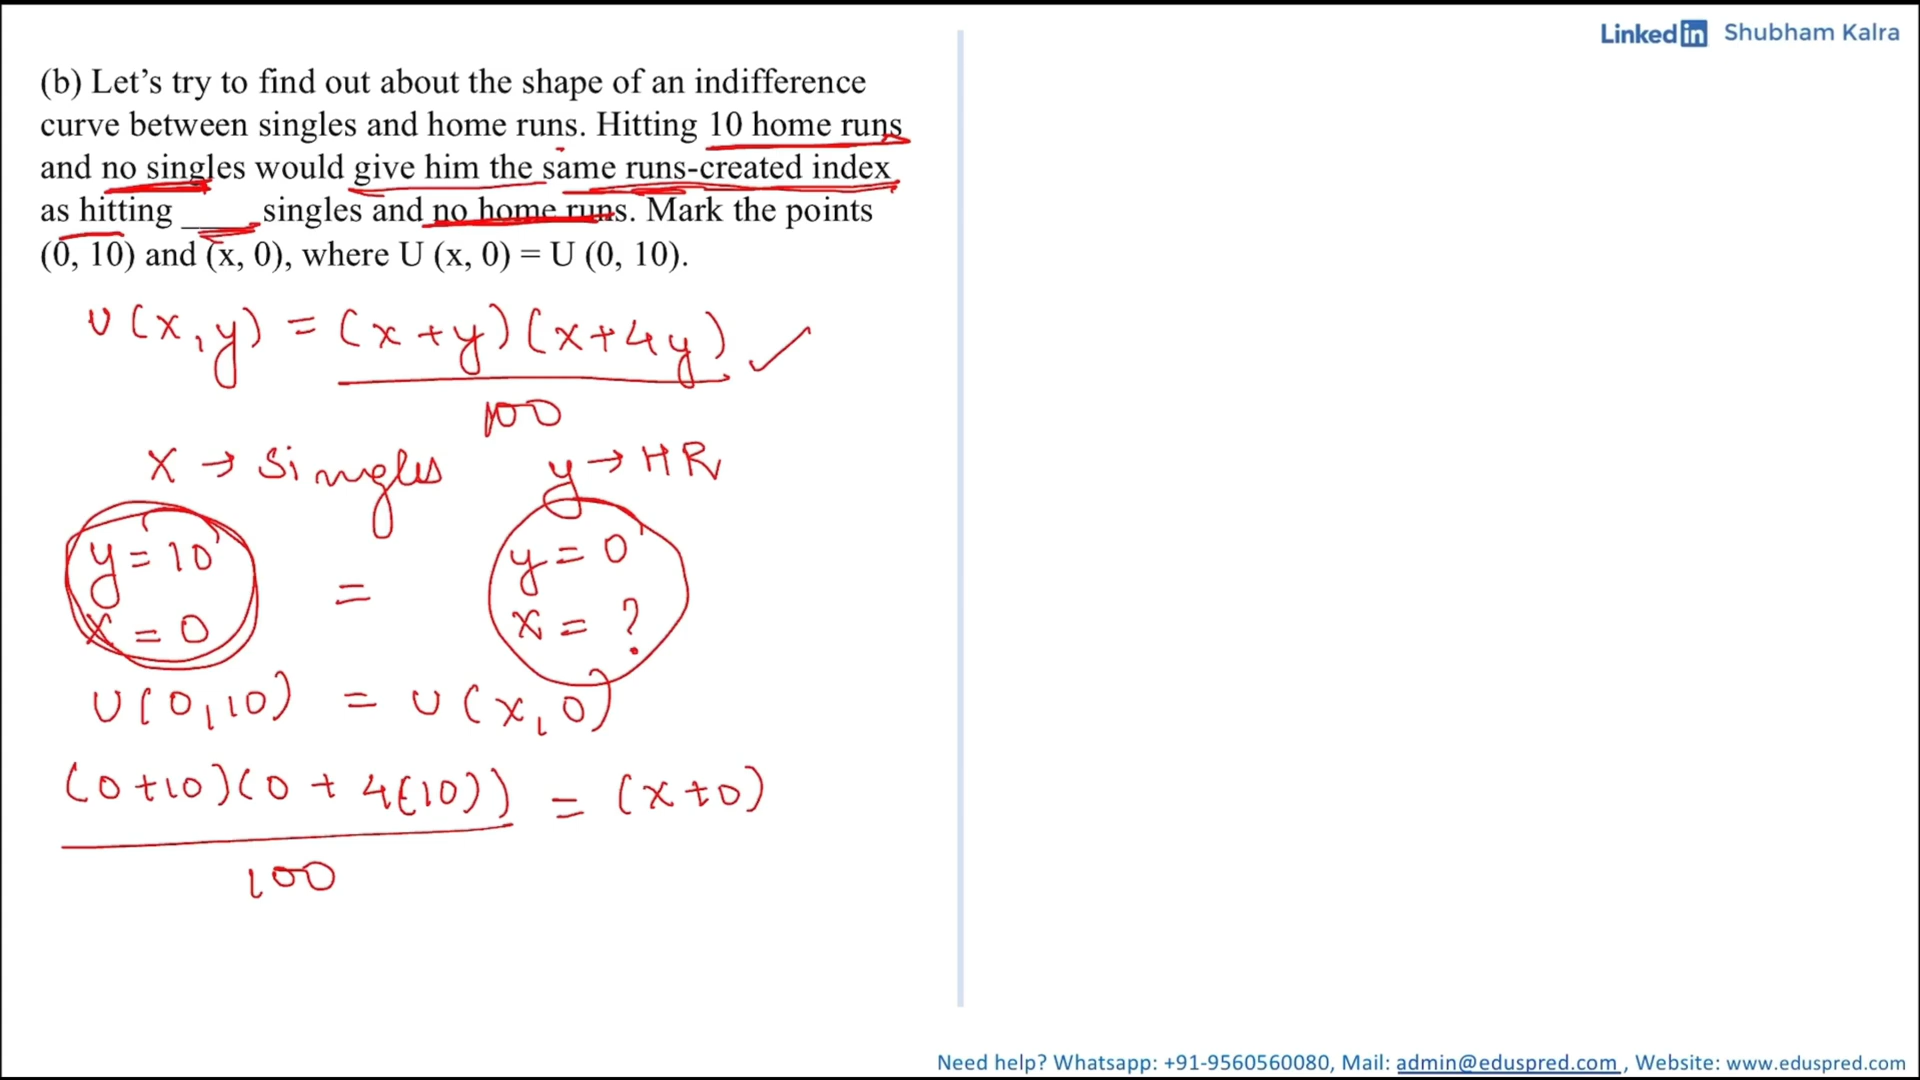 Linked in Shubham Kalra
(b) Let’s try to find out about the shape of an indifference
curve between singles and home runs. Hitting 10 home runs
and no singles would give him the same runs-created index
as hitting ____ singles and no home runs. Mark the points
(0, 10) and (x, 0), where U (x, 0) = U (0, 10).
U(x,y) = (x+y)(x+4y) ✓
100
x → singles y → HR
y=10 y=0
=
x=0 x=?
U(0,10) = U(x,0)
(0+10)(0+4(10)) = (x+0)
100
Need help? Whatsapp: +91-9560560080, Mail: admin@eduspred.com , Website: www.eduspred.com